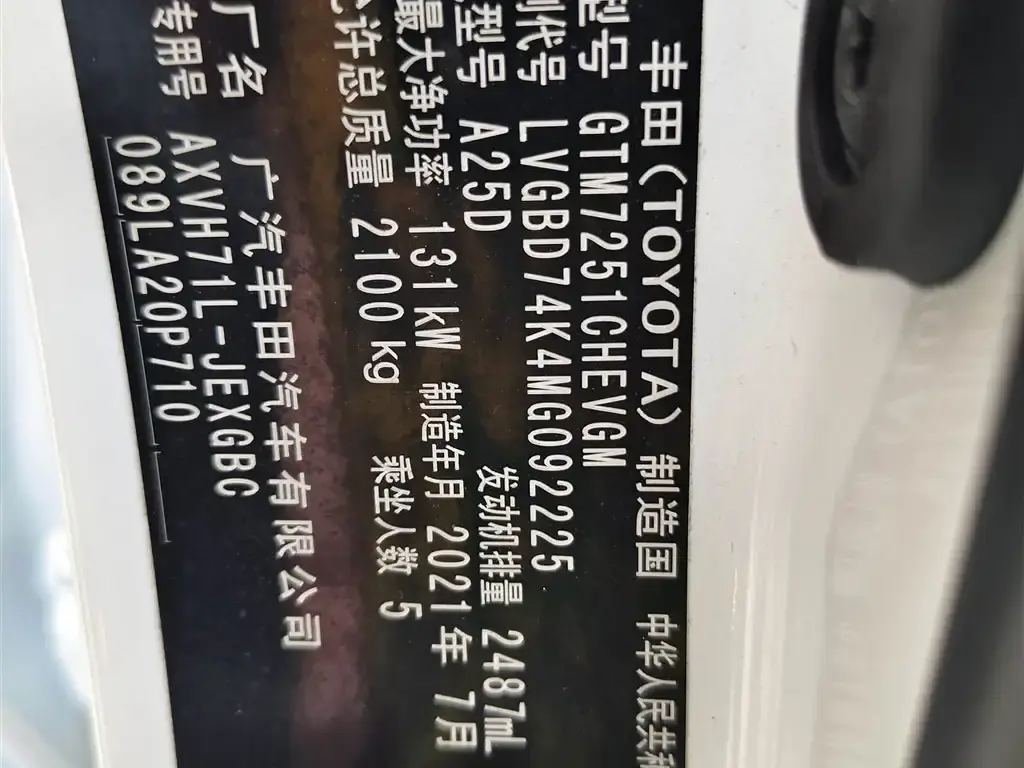 丰田(TOYOTA) 制造国 中华人民共和
型号 GTM7251CHEVGM
别代号 LVGBD74K4MG092225
型号 A25D 发动机排量 2487mL
最大净功率 131kW 制造年月 2021年 7月
允许总质量 2100 kg 乘坐人数 5
厂名 广汽丰田汽车有限公司
专用号 AXVH71L-JEXGBC
089LA20P710